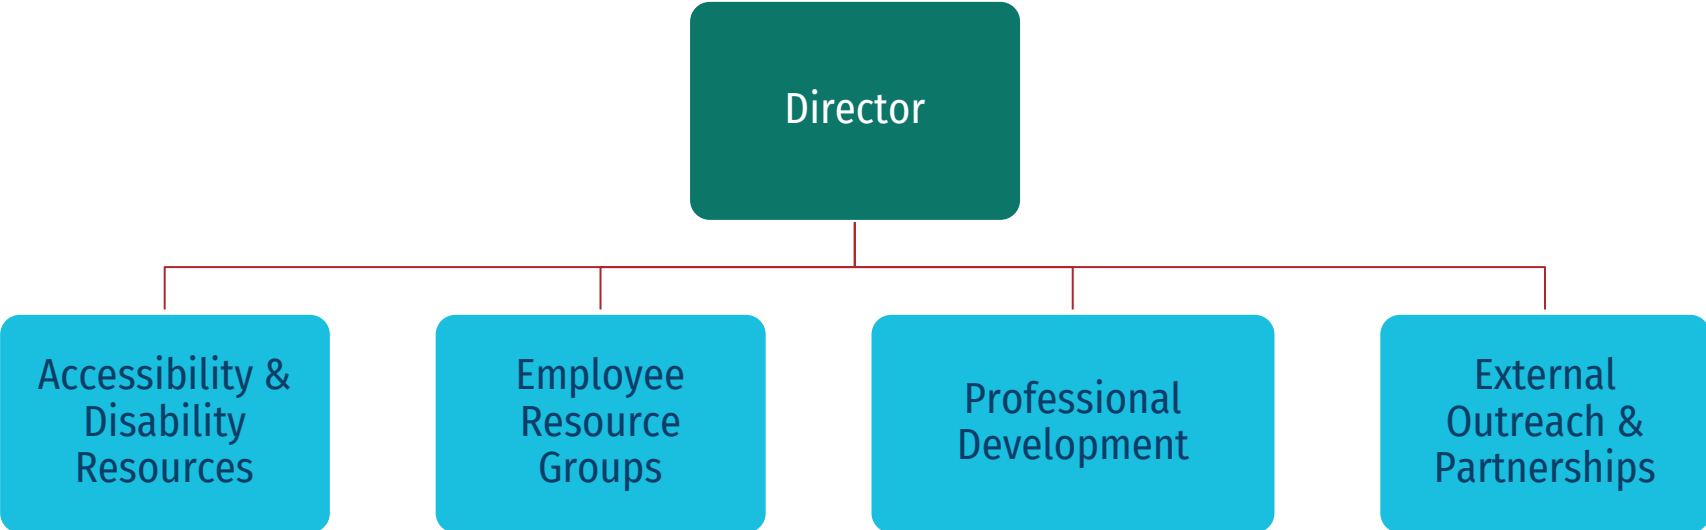 Director
Accessibility &
Disability
Resources
Employee
Resource
Groups
Professional
Development
External
Outreach &
Partnerships